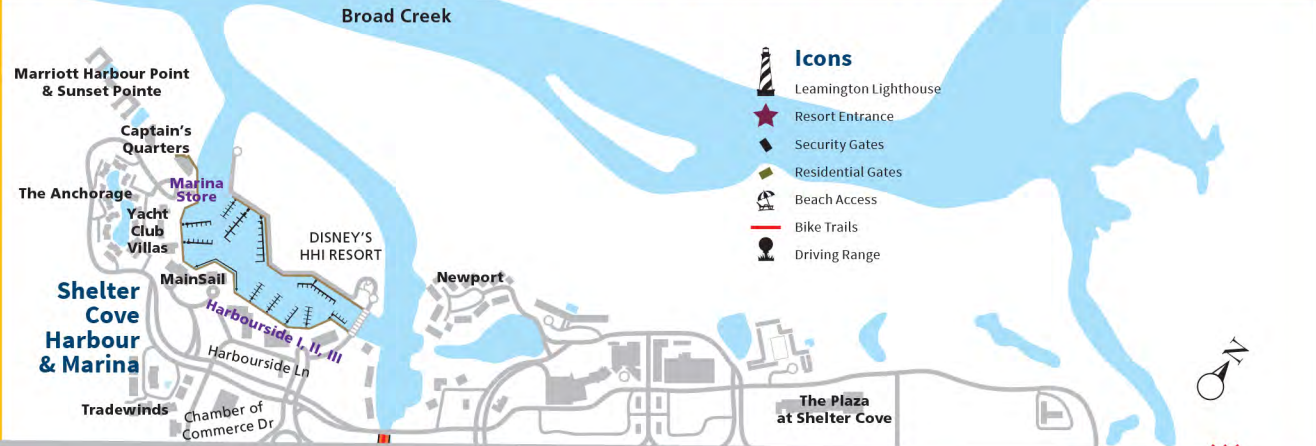 Broad Creek
Marriott Harbour Point
& Sunset Pointe
Captain's
Quarters
The Anchorage
Marina
Store
Yacht
Club
Villas
DISNEY'S
HHI RESORT
MainSail
Newport
Shelter
Cove
Harbour
& Marina
Harbourside I, II, III
Harbourside Ln
Tradewinds
Chamber of
Commerce Dr
Icons
Leamington Lighthouse
Resort Entrance
Security Gates
Residential Gates
Beach Access
Bike Trails
Driving Range
The Plaza
at Shelter Cove
N